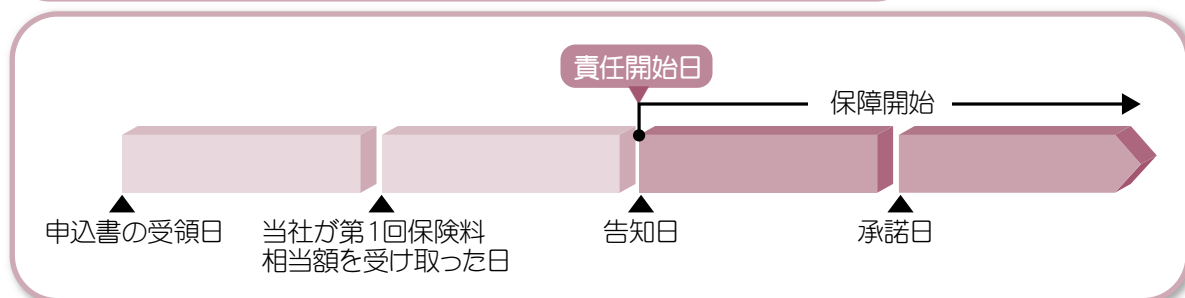 責任開始日
保障開始
申込書の受領日
当社が第1回保険料
相当額を受け取った日
告知日
承諾日